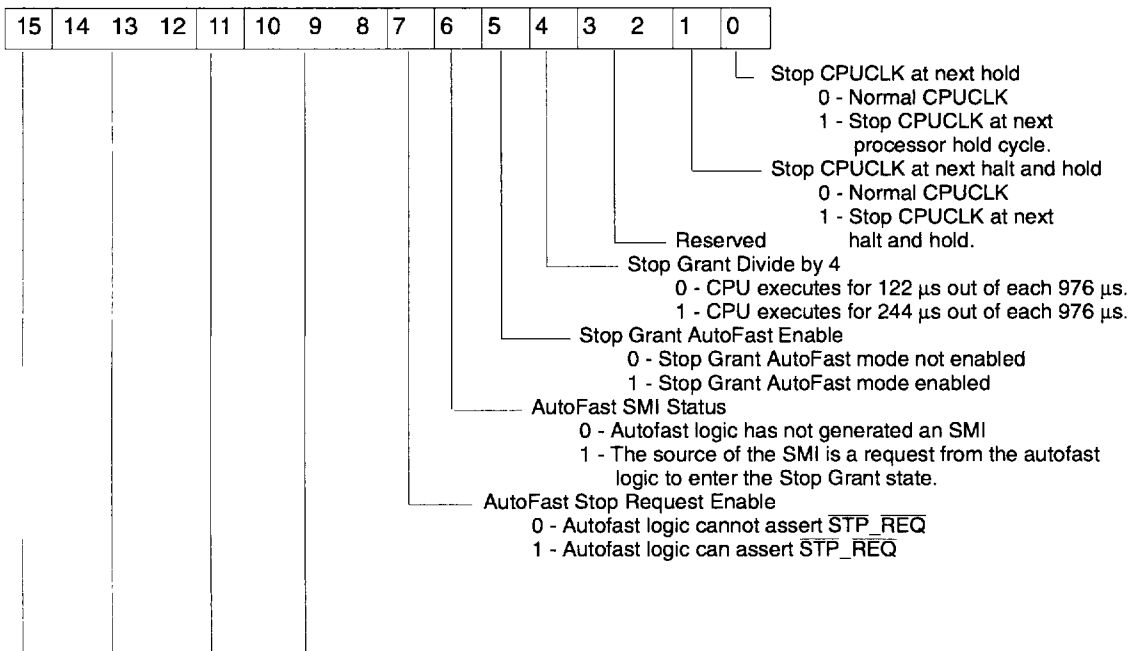 15 14 13 12 11 10 9 8 7 6 5 4 3 2 1 0
Stop CPUCLK at next hold
0 - Normal CPUCLK
1 - Stop CPUCLK at next
processor hold cycle.
Stop CPUCLK at next halt and hold
0 - Normal CPUCLK
1 - Stop CPUCLK at next
halt and hold.
Reserved
Stop Grant Divide by 4
0 - CPU executes for 122 µs out of each 976 µs.
1 - CPU executes for 244 µs out of each 976 µs.
Stop Grant AutoFast Enable
0 - Stop Grant AutoFast mode not enabled
1 - Stop Grant AutoFast mode enabled
AutoFast SMI Status
0 - Autofast logic has not generated an SMI
1 - The source of the SMI is a request from the autofast
logic to enter the Stop Grant state.
AutoFast Stop Request Enable
0 - Autofast logic cannot assert S̅T̅P̅_R̅E̅Q̅
1 - Autofast logic can assert S̅T̅P̅_R̅E̅Q̅